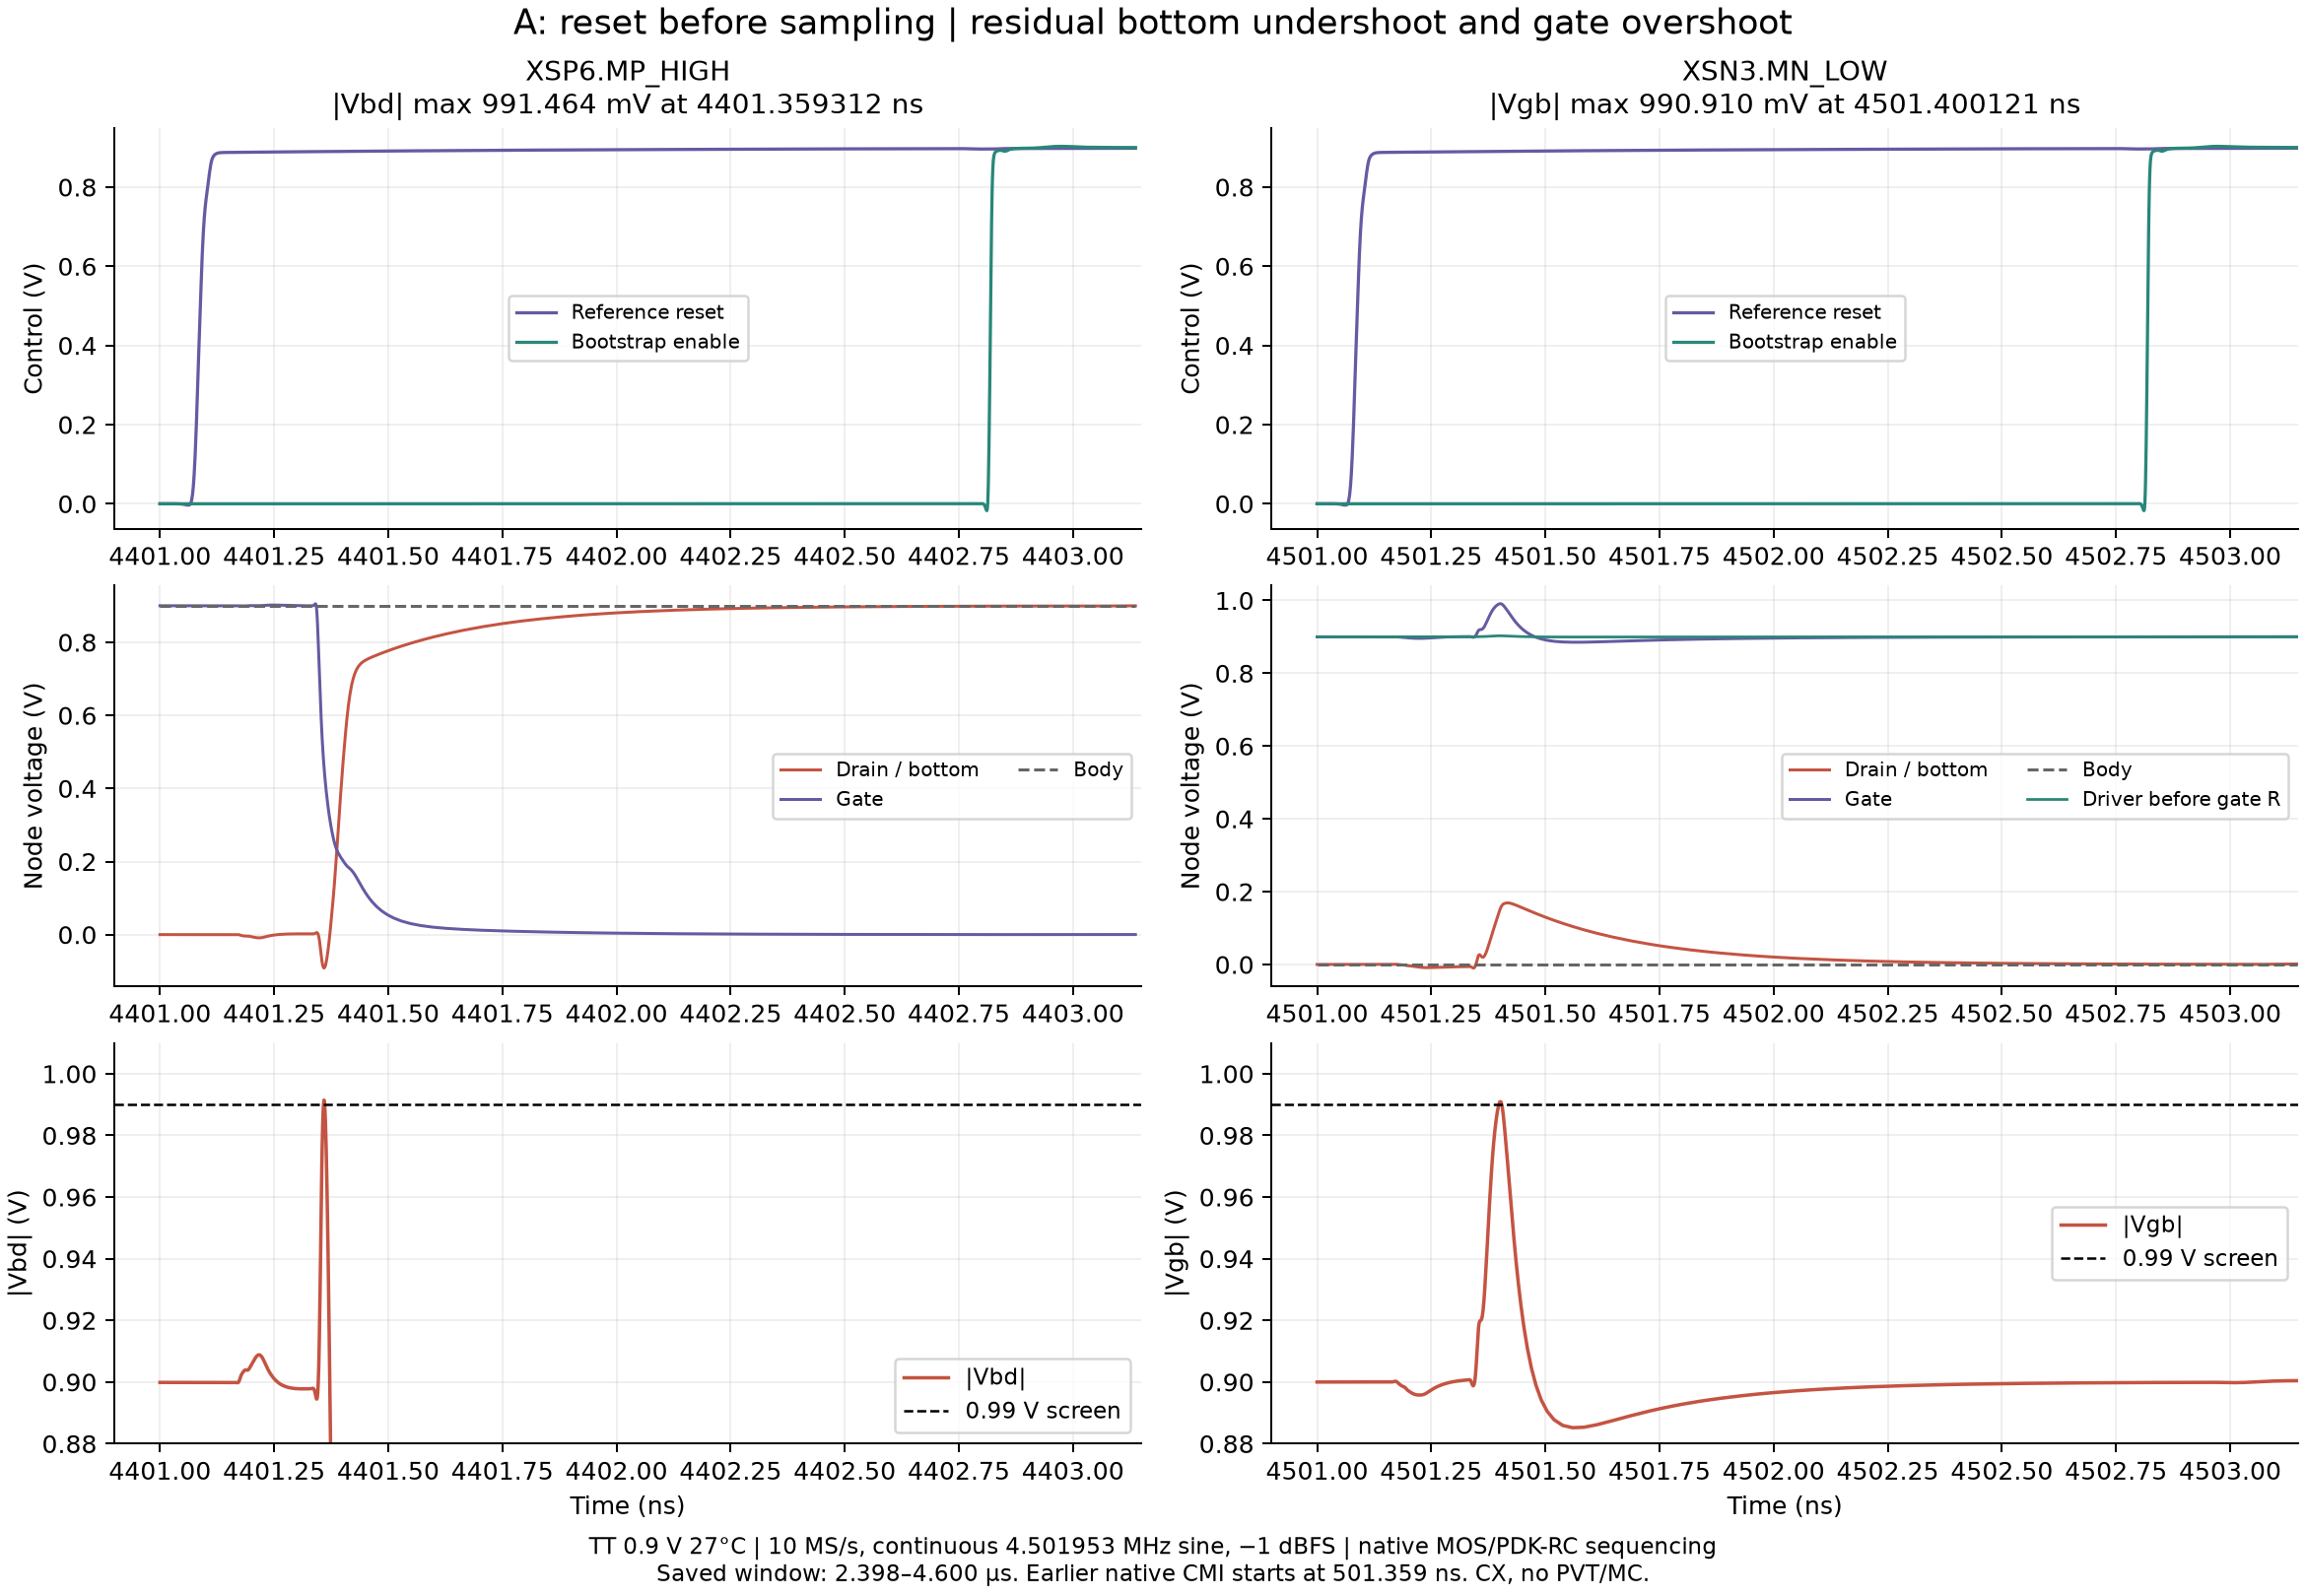 A: reset before sampling | residual bottom undershoot and gate overshoot
XSP6.MP_HIGH
|Vbd| max 991.464 mV at 4401.359312 ns
Control (V)
0.8
0.6
0.4
0.2
0.0
Reference reset
Bootstrap enable
4401.00 4401.25 4401.50 4401.75 4402.00 4402.25 4402.50 4402.75 4403.00
XSN3.MN_LOW
|Vgb| max 990.910 mV at 4501.400121 ns
Control (V)
0.8
0.6
0.4
0.2
0.0
Reference reset
Bootstrap enable
4501.00 4501.25 4501.50 4501.75 4502.00 4502.25 4502.50 4502.75 4503.00
Node voltage (V)
0.8
0.6
0.4
0.2
0.0
Drain / bottom Body
Gate
4401.00 4401.25 4401.50 4401.75 4402.00 4402.25 4402.50 4402.75 4403.00
Node voltage (V)
1.0
0.8
0.6
0.4
0.2
0.0
Drain / bottom Body
Gate Driver before gate R
4501.00 4501.25 4501.50 4501.75 4502.00 4502.25 4502.50 4502.75 4503.00
|Vbd| (V)
1.00
0.98
0.96
0.94
0.92
0.90
0.88
|Vbd|
0.99 V screen
4401.00 4401.25 4401.50 4401.75 4402.00 4402.25 4402.50 4402.75 4403.00
Time (ns)
|Vgb| (V)
1.00
0.98
0.96
0.94
0.92
0.90
0.88
|Vgb|
0.99 V screen
4501.00 4501.25 4501.50 4501.75 4502.00 4502.25 4502.50 4502.75 4503.00
Time (ns)
TT 0.9 V 27°C | 10 MS/s, continuous 4.501953 MHz sine, −1 dBFS | native MOS/PDK-RC sequencing
Saved window: 2.398–4.600 µs. Earlier native CMI starts at 501.359 ns. CX, no PVT/MC.